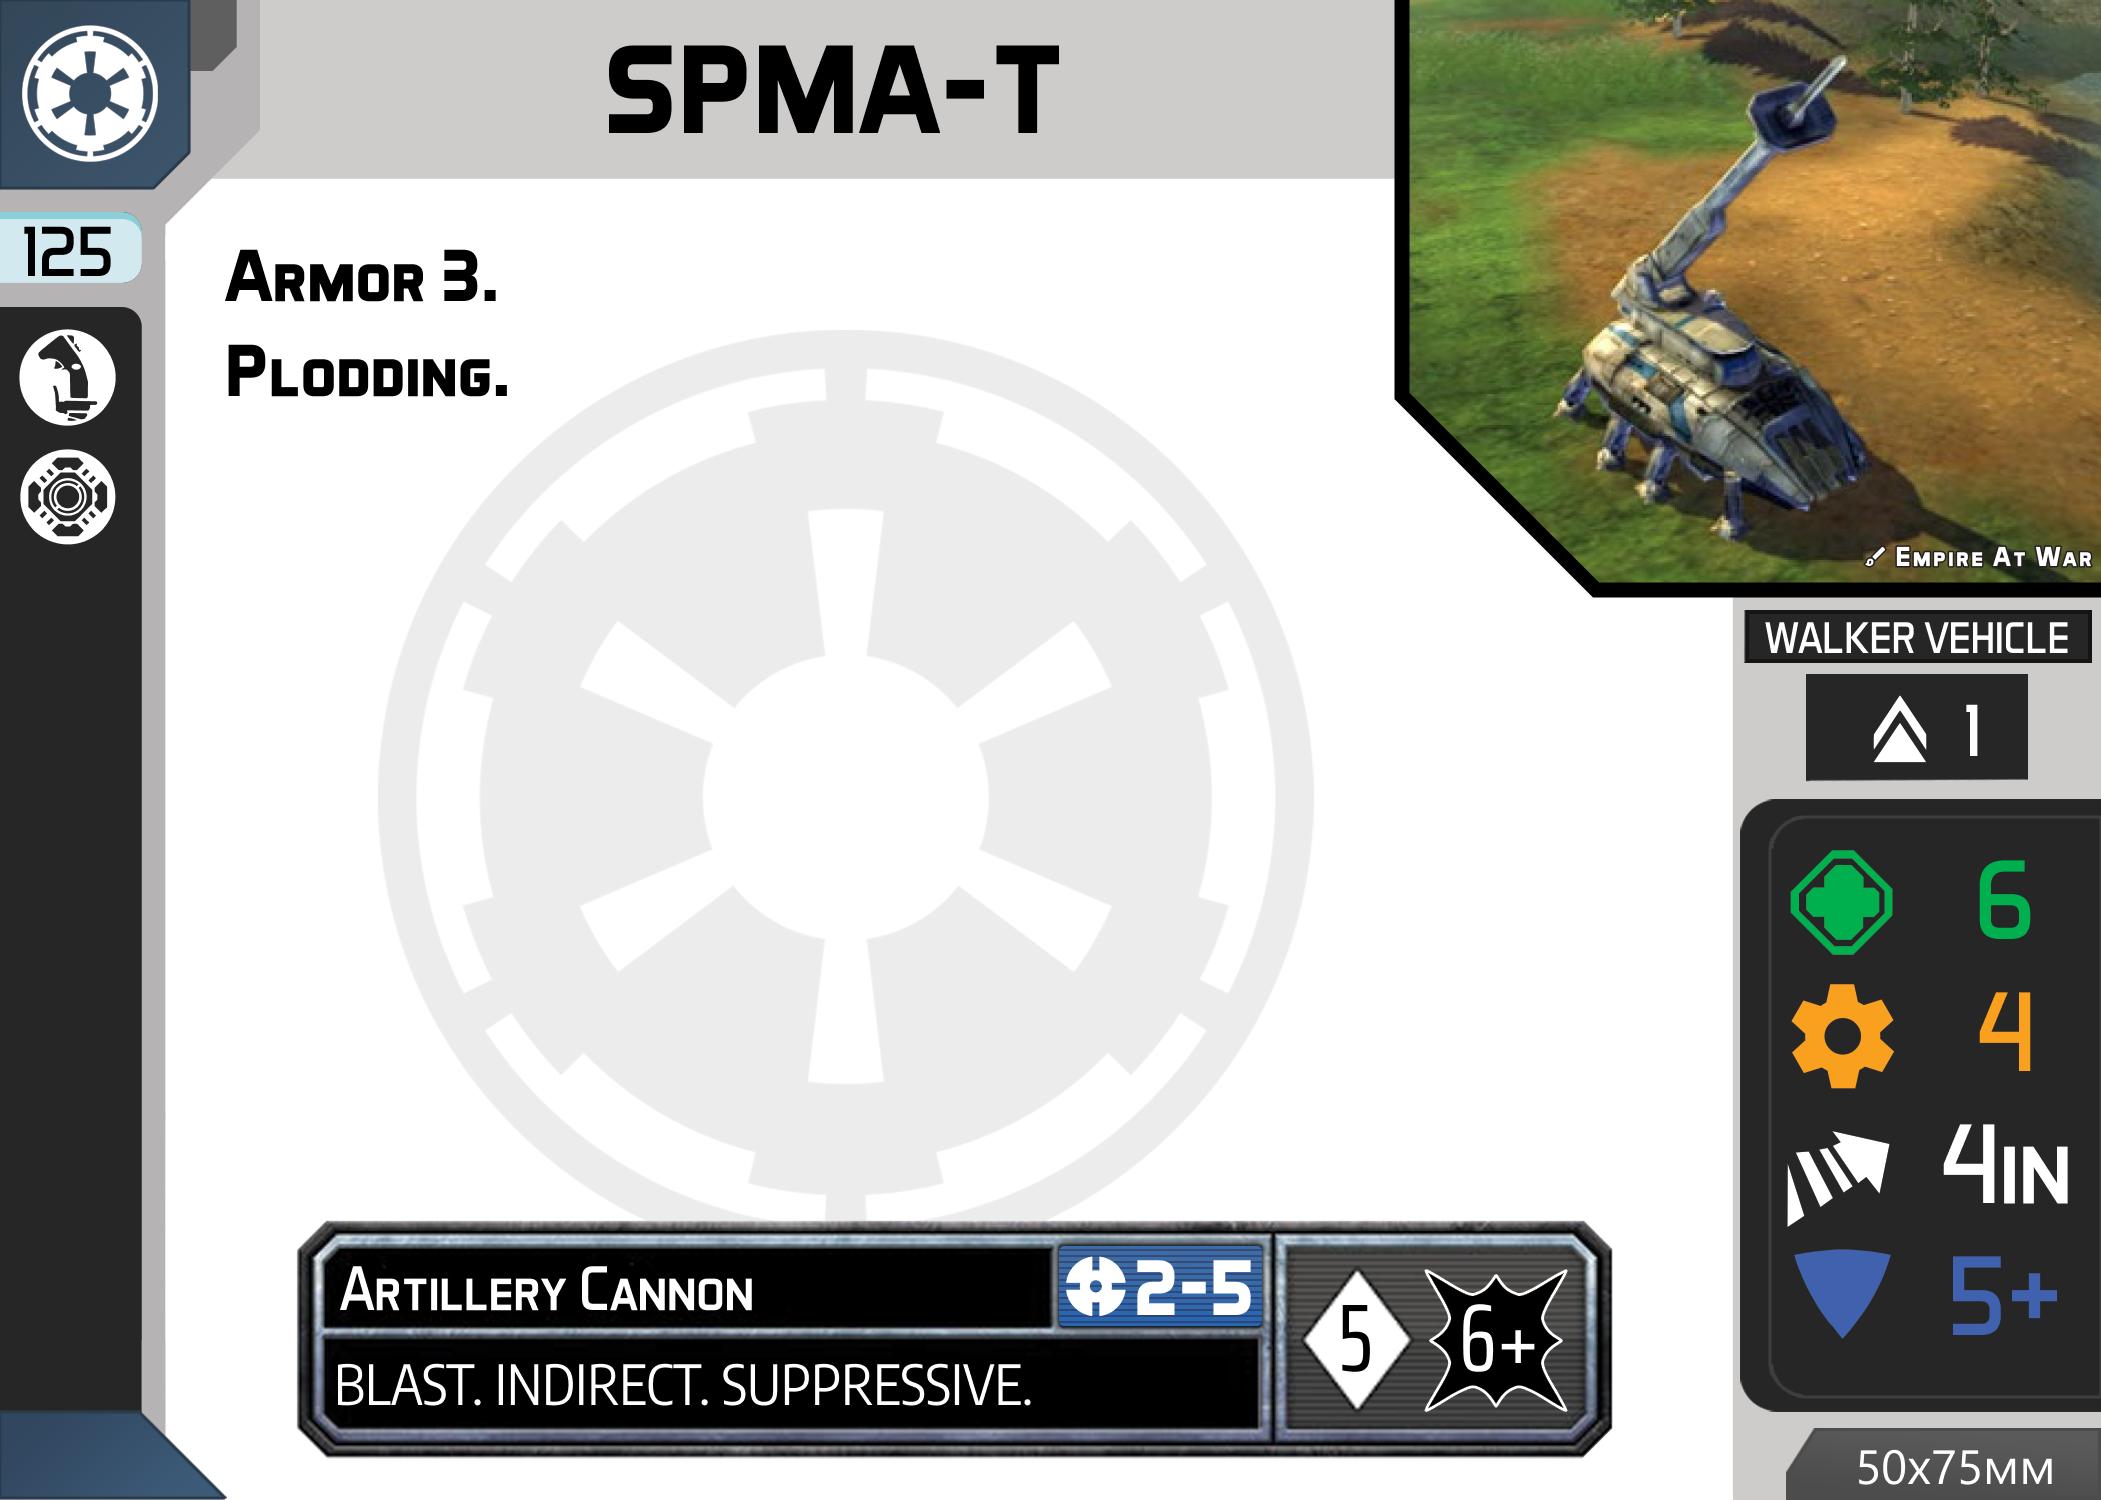 SPMA-T
125
ARMOR 3.
PLODDING.
EMPIRE AT WAR
WALKER VEHICLE
1
6
4
4IN
5+
ARTILLERY CANNON
2-5
BLAST. INDIRECT. SUPPRESSIVE.
5
6+
50X75MM